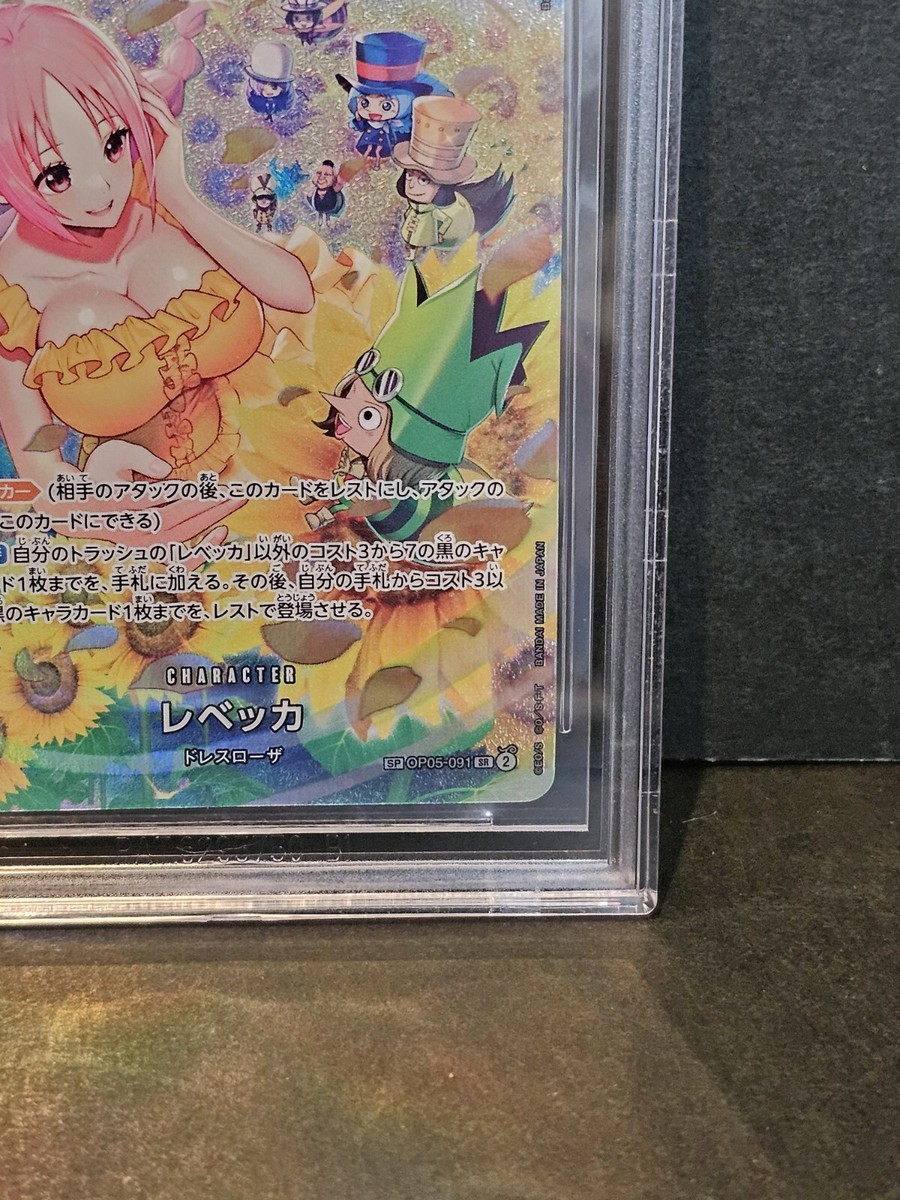 カー (相手のアタックの後、このカードをレストにし、アタックの
このカードにできる)
自分のトラッシュの「レベッカ」以外のコスト3から7の黒のキャ
ド1枚までを、手札に加える。その後、自分の手札からコスト3以
黒のキャラカード1枚までを、レストで登場させる。
CHARACTER
レベッカ
ドレスローザ
SP OP05-091 SR 2
©EO/S ©O/S・F・T BANDAI MADE IN JAPAN